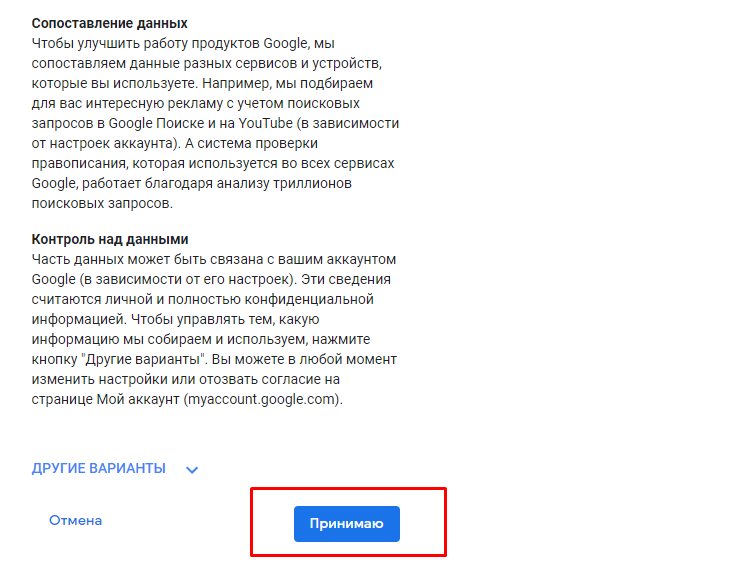 Сопоставление данных
Чтобы улучшить работу продуктов Google, мы
сопоставляем данные разных сервисов и устройств,
которые вы используете. Например, мы подбираем
для вас интересную рекламу с учетом поисковых
запросов в Google Поиске и на YouTube (в зависимости
от настроек аккаунта). А система проверки
правописания, которая используется во всех сервисах
Google, работает благодаря анализу триллионов
поисковых запросов.
Контроль над данными
Часть данных может быть связана с вашим аккаунтом
Google (в зависимости от его настроек). Эти сведения
считаются личной и полностью конфиденциальной
информацией. Чтобы управлять тем, какую
информацию мы собираем и используем, нажмите
кнопку "Другие варианты". Вы можете в любой момент
изменить настройки или отозвать согласие на
странице Мой аккаунт (myaccount.google.com).
ДРУГИЕ ВАРИАНТЫ
Отмена
Принимаю